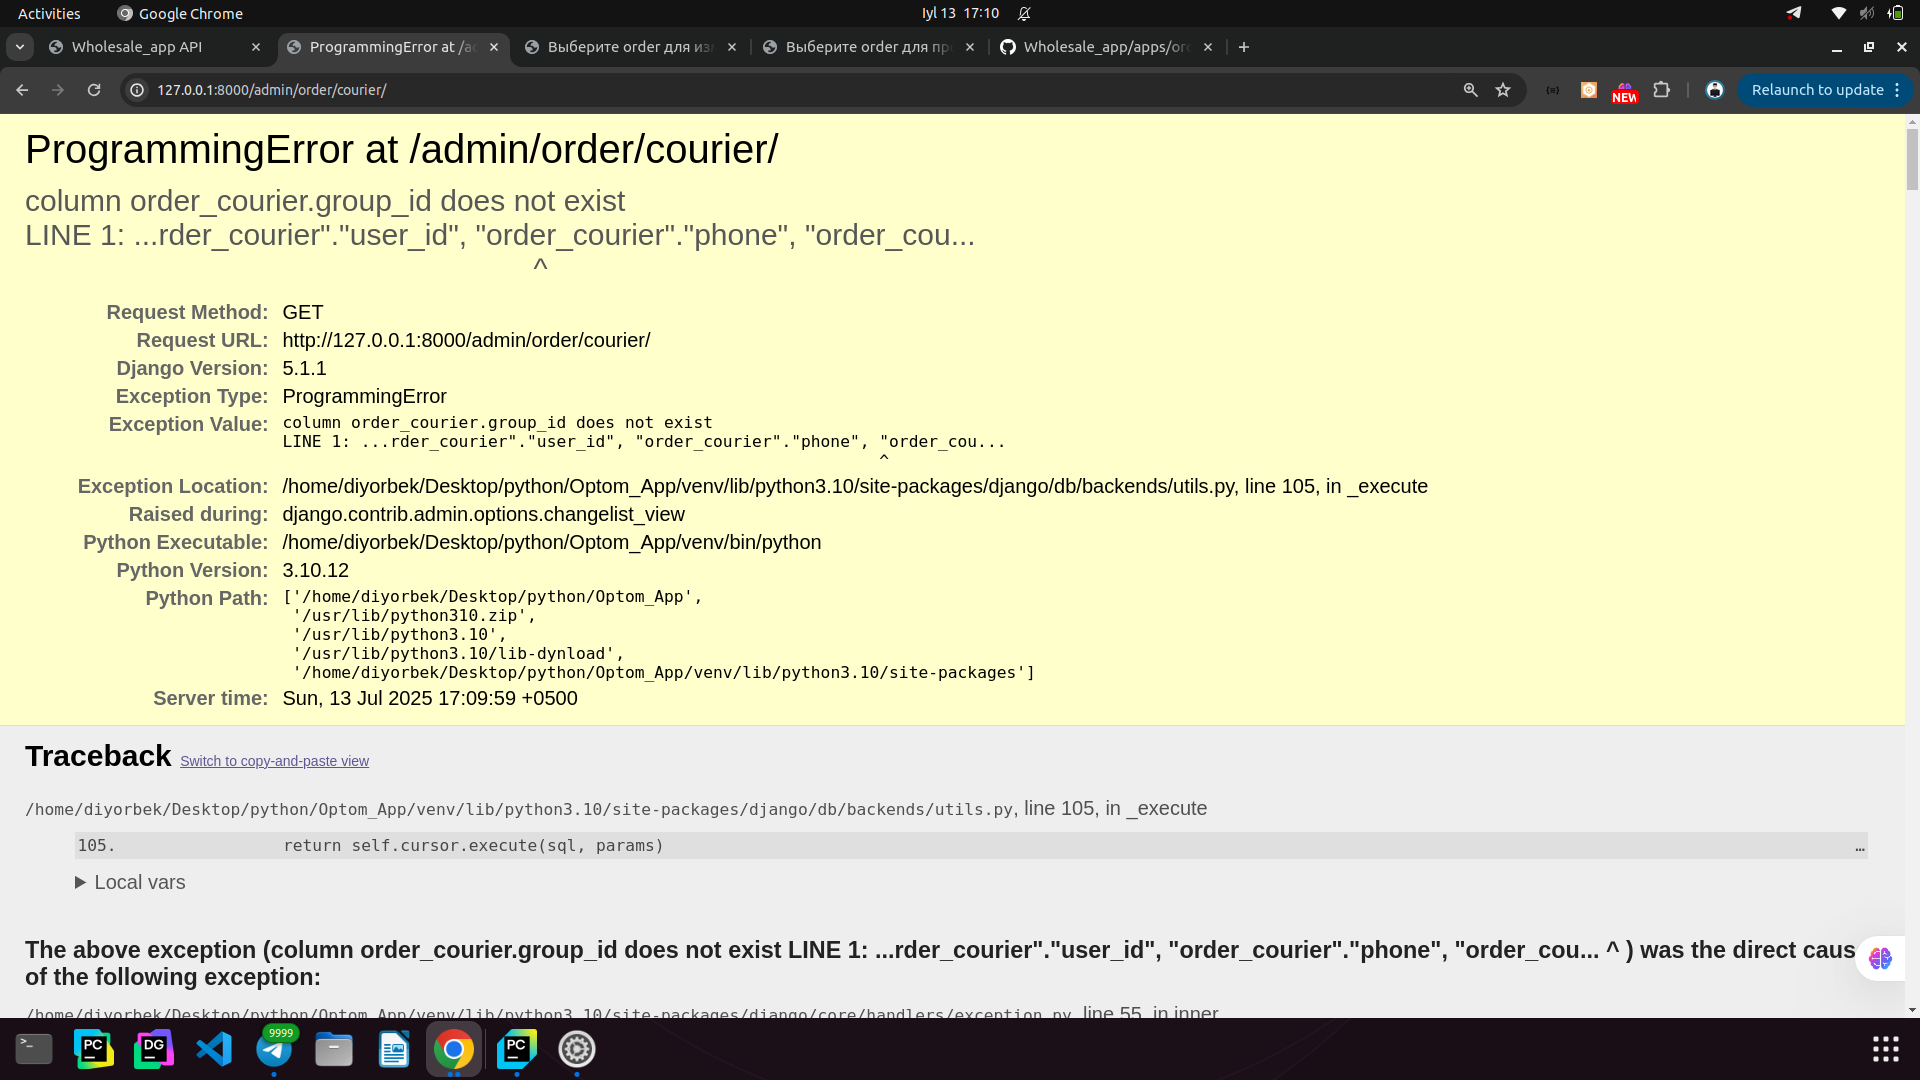 Activities
Google Chrome
Iyl 13 17:10
Wholesale_app API
ProgrammingError at /a
Выберите order для из
Выберите order для пр
Wholesale_app/apps/or
127.0.0.1:8000/admin/order/courier/
NEW
Relaunch to update
ProgrammingError at /admin/order/courier/
column order_courier.group_id does not exist
LINE 1: ...rder_courier"."user_id", "order_courier"."phone", "order_cou...
^
Request Method: GET
Request URL: http://127.0.0.1:8000/admin/order/courier/
Django Version: 5.1.1
Exception Type: ProgrammingError
Exception Value: column order_courier.group_id does not exist
LINE 1: ...rder_courier"."user_id", "order_courier"."phone", "order_cou...
^
Exception Location: /home/diyorbek/Desktop/python/Optom_App/venv/lib/python3.10/site-packages/django/db/backends/utils.py, line 105, in _execute
Raised during: django.contrib.admin.options.changelist_view
Python Executable: /home/diyorbek/Desktop/python/Optom_App/venv/bin/python
Python Version: 3.10.12
Python Path: ['/home/diyorbek/Desktop/python/Optom_App',
'/usr/lib/python310.zip',
'/usr/lib/python3.10',
'/usr/lib/python3.10/lib-dynload',
'/home/diyorbek/Desktop/python/Optom_App/venv/lib/python3.10/site-packages']
Server time: Sun, 13 Jul 2025 17:09:59 +0500
Traceback Switch to copy-and-paste view
/home/diyorbek/Desktop/python/Optom_App/venv/lib/python3.10/site-packages/django/db/backends/utils.py, line 105, in _execute
105. return self.cursor.execute(sql, params) …
Local vars
The above exception (column order_courier.group_id does not exist LINE 1: ...rder_courier"."user_id", "order_courier"."phone", "order_cou... ^ ) was the direct caus
of the following exception:
/home/diyorbek/Desktop/python/Optom_App/venv/lib/python3.10/site-packages/django/core/handlers/exception.py, line 55, in inner
>_
PC
DG
9999
PC